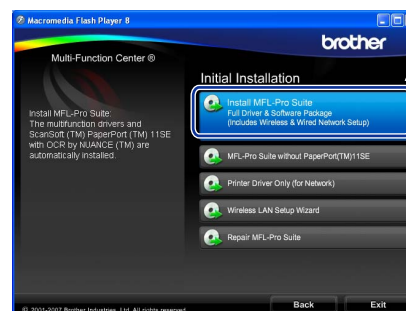 Macromedia Flash Player 8
brother
Multi-Function Center ®
Initial Installation
Install MFL-Pro Suite:
The multifunction drivers and
ScanSoft (TM) PaperPort (TM) 11SE
with OCR by NUANCE (TM) are
automatically installed.
Install MFL-Pro Suite
Full Driver & Software Package
(Includes Wireless & Wired Network Setup)
MFL-Pro Suite without PaperPort(TM)11SE
Printer Driver Only (for Network)
Wireless LAN Setup Wizard
Repair MFL-Pro Suite
© 2001-2007 Brother Industries, Ltd. All rights reserved.
Back
Exit